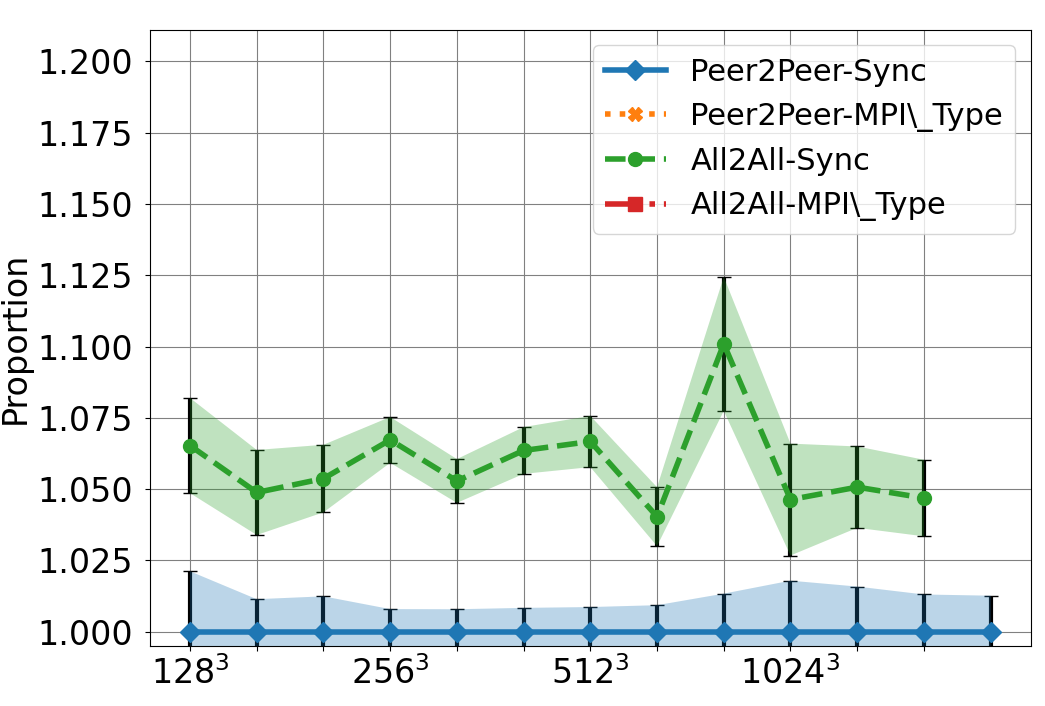 1.200
1.175
1.150
1.125
1.100
1.075
1.050
1.025
1.000
Proportion
Peer2Peer-Sync
Peer2Peer-MPI\_Type
All2All-Sync
All2All-MPI\_Type
128³ 256³ 512³ 1024³